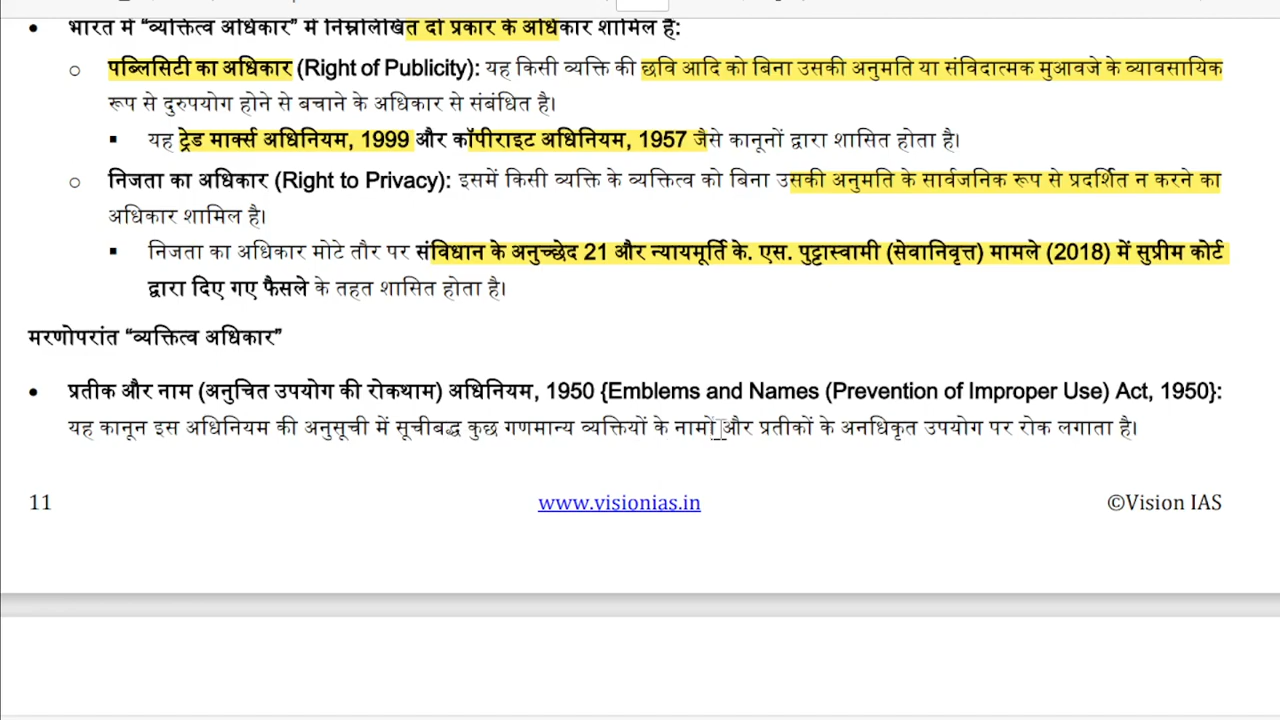 भारत में “व्यक्तित्व अधिकार” में निम्नलिखित दो प्रकार के अधिकार शामिल हैं:
पब्लिसिटी का अधिकार (Right of Publicity): यह किसी व्यक्ति की छवि आदि को बिना उसकी अनुमति या संविदात्मक मुआवजे के व्यावसायिक
रूप से दुरुपयोग होने से बचाने के अधिकार से संबंधित है।
यह ट्रेड मार्क्स अधिनियम, 1999 और कॉपीराइट अधिनियम, 1957 जैसे कानूनों द्वारा शासित होता है।
निजता का अधिकार (Right to Privacy): इसमें किसी व्यक्ति के व्यक्तित्व को बिना उसकी अनुमति के सार्वजनिक रूप से प्रदर्शित न करने का
अधिकार शामिल है।
निजता का अधिकार मोटे तौर पर संविधान के अनुच्छेद 21 और न्यायमूर्ति के. एस. पुट्टास्वामी (सेवानिवृत्त) मामले (2018) में सुप्रीम कोर्ट
द्वारा दिए गए फैसले के तहत शासित होता है।
मरणोपरांत “व्यक्तित्व अधिकार”
प्रतीक और नाम (अनुचित उपयोग की रोकथाम) अधिनियम, 1950 {Emblems and Names (Prevention of Improper Use) Act, 1950}:
यह कानून इस अधिनियम की अनुसूची में सूचीबद्ध कुछ गणमान्य व्यक्तियों के नामों और प्रतीकों के अनधिकृत उपयोग पर रोक लगाता है।
11 www.visionias.in ©Vision IAS